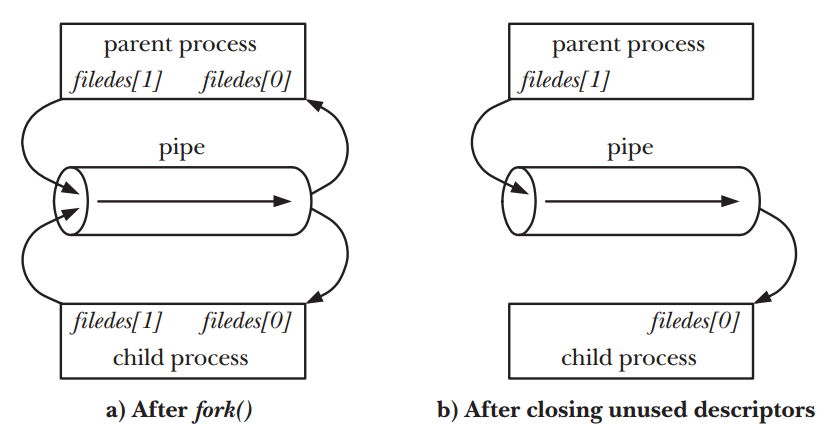 parent process
filedes[1] filedes[0]
pipe
filedes[1] filedes[0]
child process
a) After fork()
parent process
filedes[1]
pipe
filedes[0]
child process
b) After closing unused descriptors